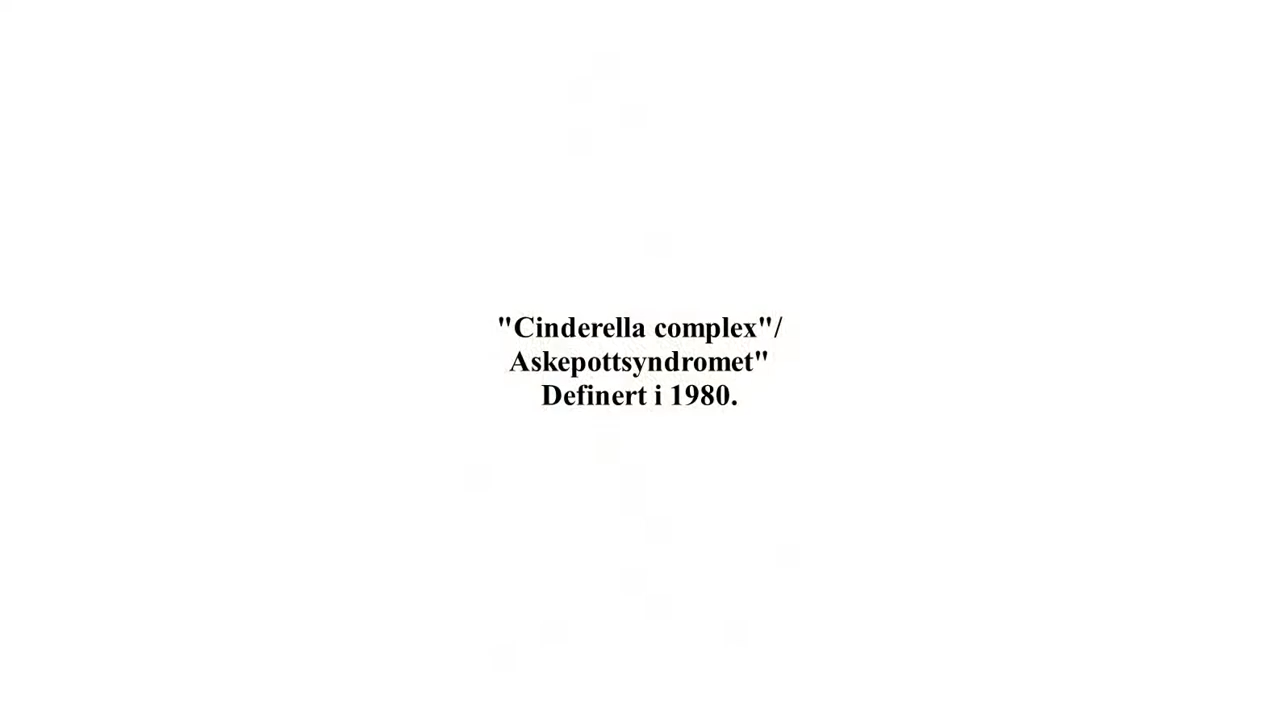 "Cinderella complex"/
Askepottsyndromet"
Definert i 1980.